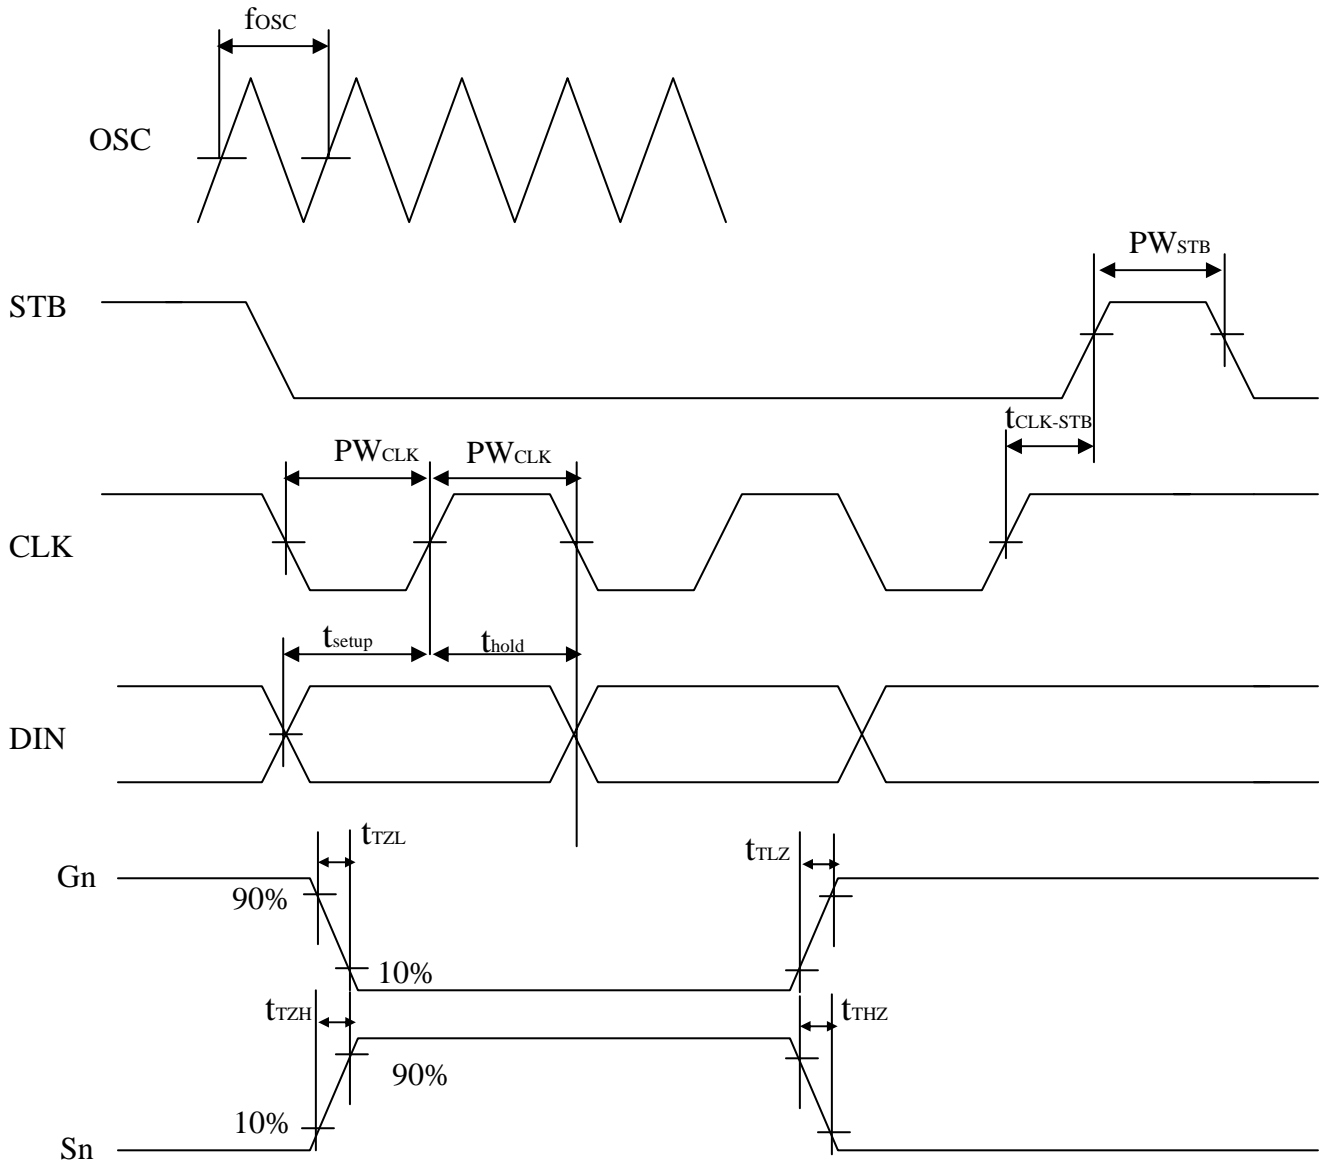 fOSC
OSC
PWSTB
STB
tCLK-STB
PWCLK PWCLK
CLK
tsetup thold
DIN
tTZL tTLZ
Gn
90%
10%
tTZH tTHZ
90%
10%
Sn